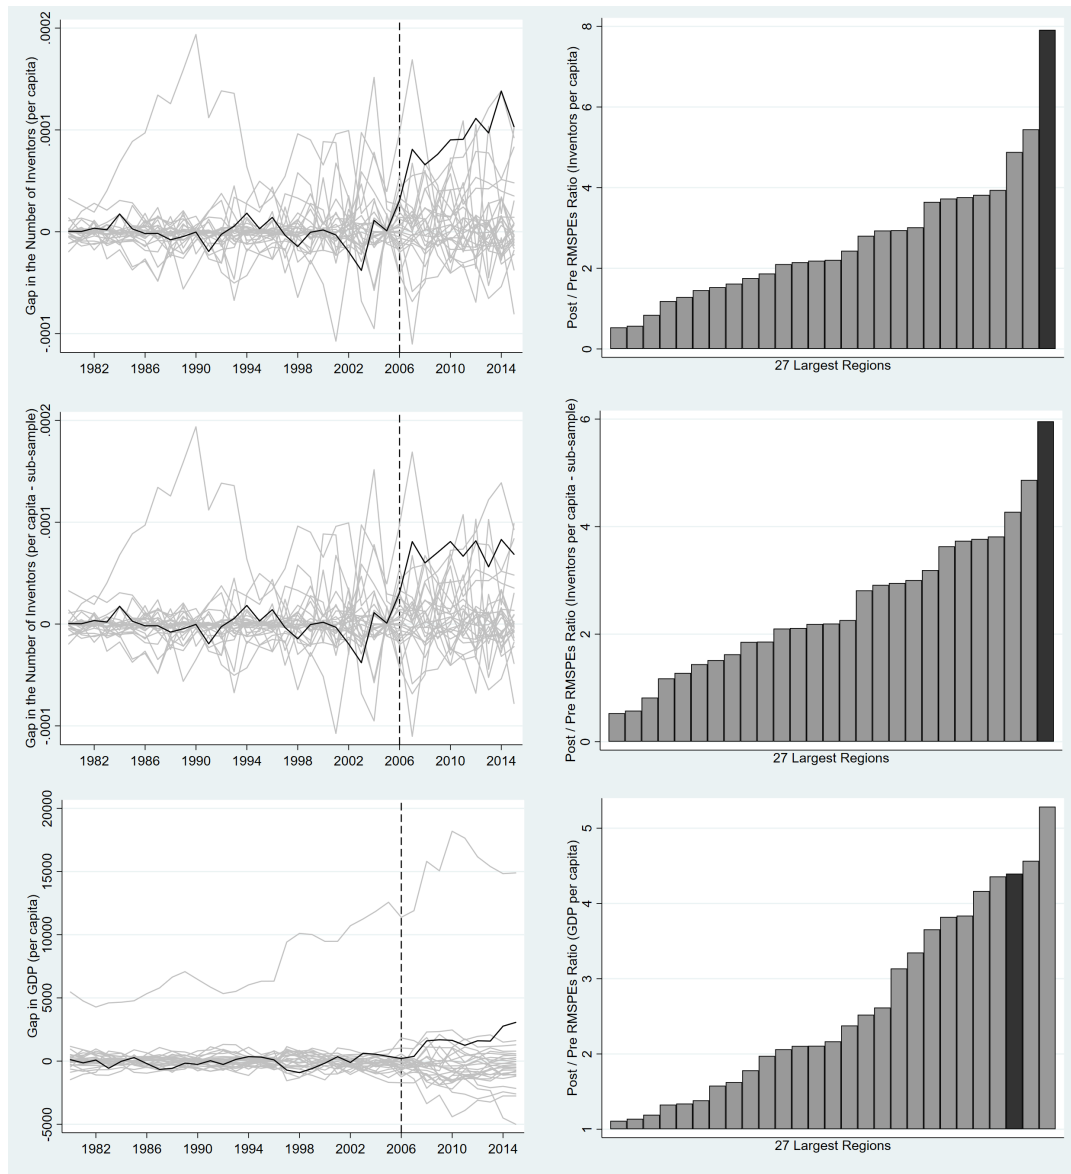 Gap in the Number of Inventors (per capita)
.0002
.0001
0
-.0001
1982 1986 1990 1994 1998 2002 2006 2010 2014
Post / Pre RMSPEs Ratio (Inventors per capita)
8
6
4
2
0
27 Largest Regions
Gap in the Number of Inventors (per capita - sub-sample)
.0002
.0001
0
-.0001
1982 1986 1990 1994 1998 2002 2006 2010 2014
Post / Pre RMSPEs Ratio (Inventors per capita - sub-sample)
6
4
2
0
27 Largest Regions
Gap in GDP (per capita)
20000
15000
10000
5000
0
-5000
1982 1986 1990 1994 1998 2002 2006 2010 2014
Post / Pre RMSPEs Ratio (GDP per capita)
5
4
3
2
1
27 Largest Regions